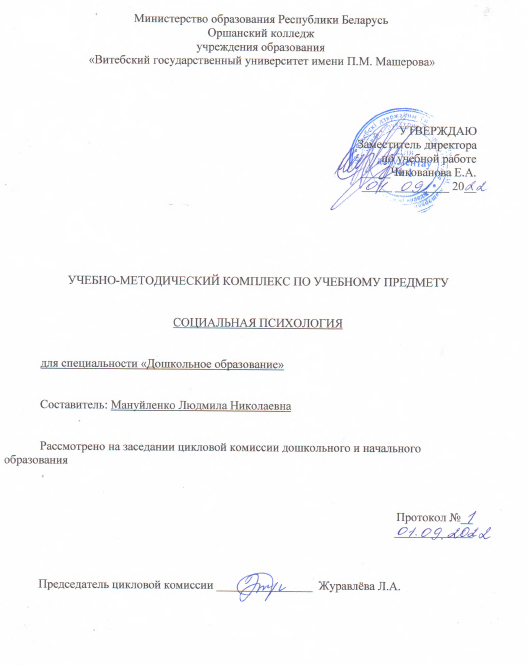 Министерство образования Республики Беларусь
Оршанский колледж
учреждения образования
«Витебский государственный университет имени П.М. Машерова»
УТВЕРЖДАЮ
Заместитель директора
по учебной работе
Чикованова Е.А.
01 09 2022
УЧЕБНО-МЕТОДИЧЕСКИЙ КОМПЛЕКС ПО УЧЕБНОМУ ПРЕДМЕТУ
СОЦИАЛЬНАЯ ПСИХОЛОГИЯ
для специальности «Дошкольное образование»
Составитель: Мануйленко Людмила Николаевна
Рассмотрено на заседании цикловой комиссии дошкольного и начального
образования
Протокол № 1
01.09.2022
Председатель цикловой комиссии Журавлёва Л.А.